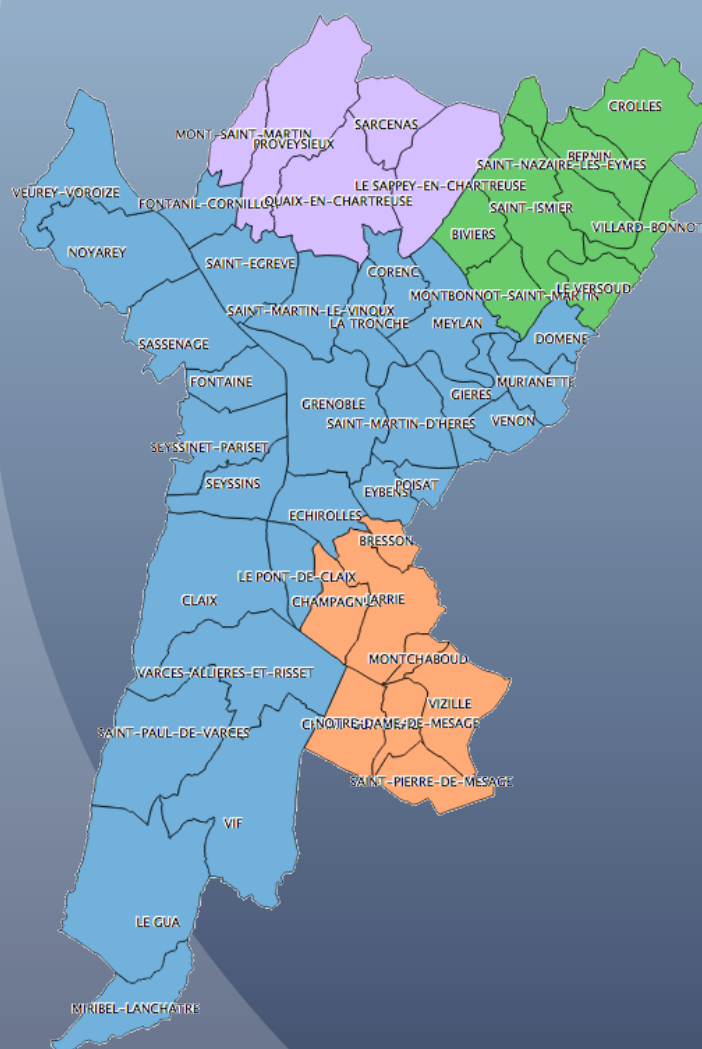 CROLLES
SARCENAS
MONT-SAINT-MARTIN
PROVEYSIEUX
BERNIN
SAINT-NAZAIRE-LES-EYMES
LE SAPPEY-EN-CHARTREUSE
VEUREY-VOROIZE
FONTANIL-CORNILLO
QUAIX-EN-CHARTREUSE
SAINT-ISMIER
VILLARD-BONNOT
BIVIERS
NOYAREY
SAINT-EGREVE
CORENC
LE VERSOUD
MONTBONNOT-SAINT-MARTIN
SAINT-MARTIN-LE-VINOUX
LA TRONCHE
MEYLAN
DOMENE
SASSENAGE
FONTAINE
MURIANETTE
GIERES
GRENOBLE
SAINT-MARTIN-D'HERES
VENON
SEYSSINET-PARISET
SEYSSINS
POISAT
EYBENS
ECHIROLLES
BRESSON
LE PONT-DE-CLAIX
CLAIX
CHAMPAGN
JARRIE
MONTCHABOUD
VARCES-ALLIERES-ET-RISSET
VIZILLE
NOTRE-DAME-DE-MESAGE
SAINT-PAUL-DE-VARCES
SAINT-PIERRE-DE-MESAGE
VIF
LE GUA
MIRIBEL-LANCHATRE